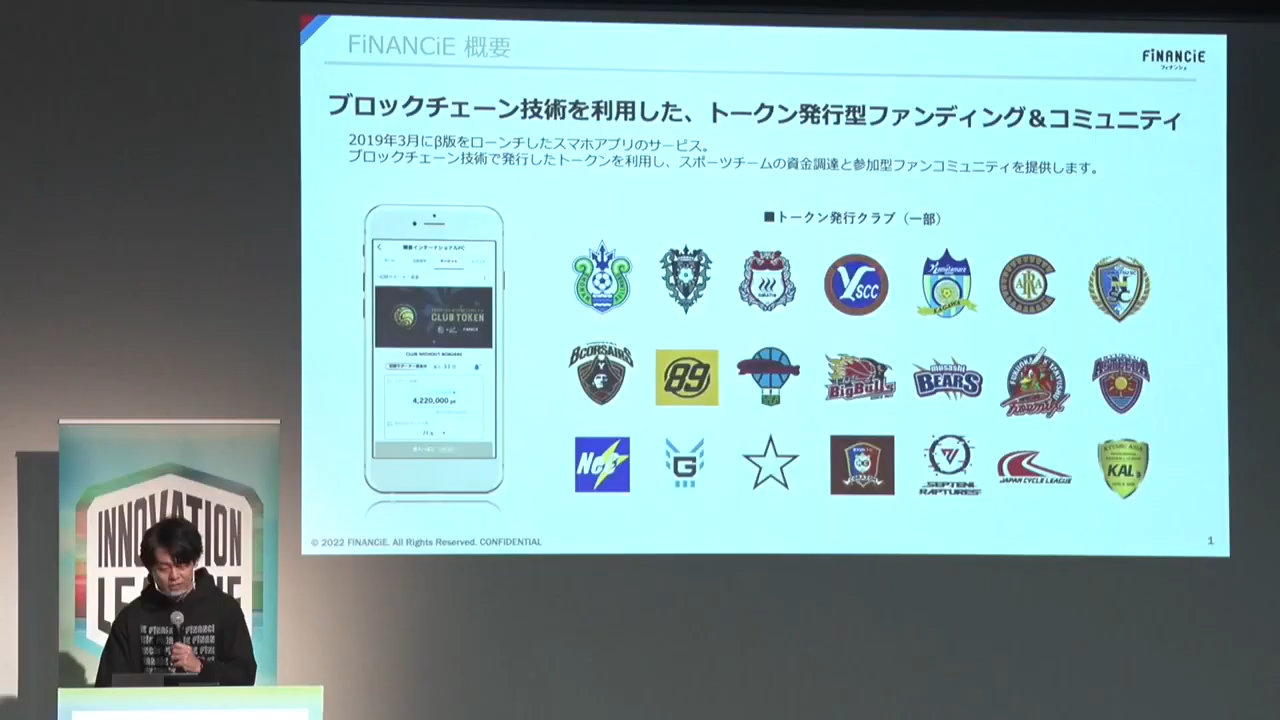 FiNANCiE 概要
FiNANCiE
フィナンシェ
ブロックチェーン技術を利用した、トークン発行型ファンディング＆コミュニティ
2019年3月にβ版をローンチしたスマホアプリのサービス。
ブロックチェーン技術で発行したトークンを利用し、スポーツチームの資金調達と参加型ファンコミュニティを提供します。
■トークン発行クラブ（一部）
CLUB TOKEN
CLUB WITHOUT BORDERS
4,220,000 pt
YSCC
BCORSAIRS
89
BigBulls
musashi
BEARS
Phoenix
G
SEPTENI
RAPTURES
JAPAN CYCLE LEAGUE
KAL
© 2022 FINANCiE. All Rights Reserved. CONFIDENTIAL
1
INNOVATION
LEAGUE